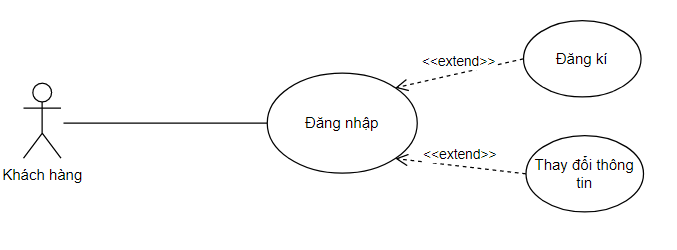 Đăng kí
<<extend>>
Đăng nhập
<<extend>>
Thay đổi thông
tin
Khách hàng